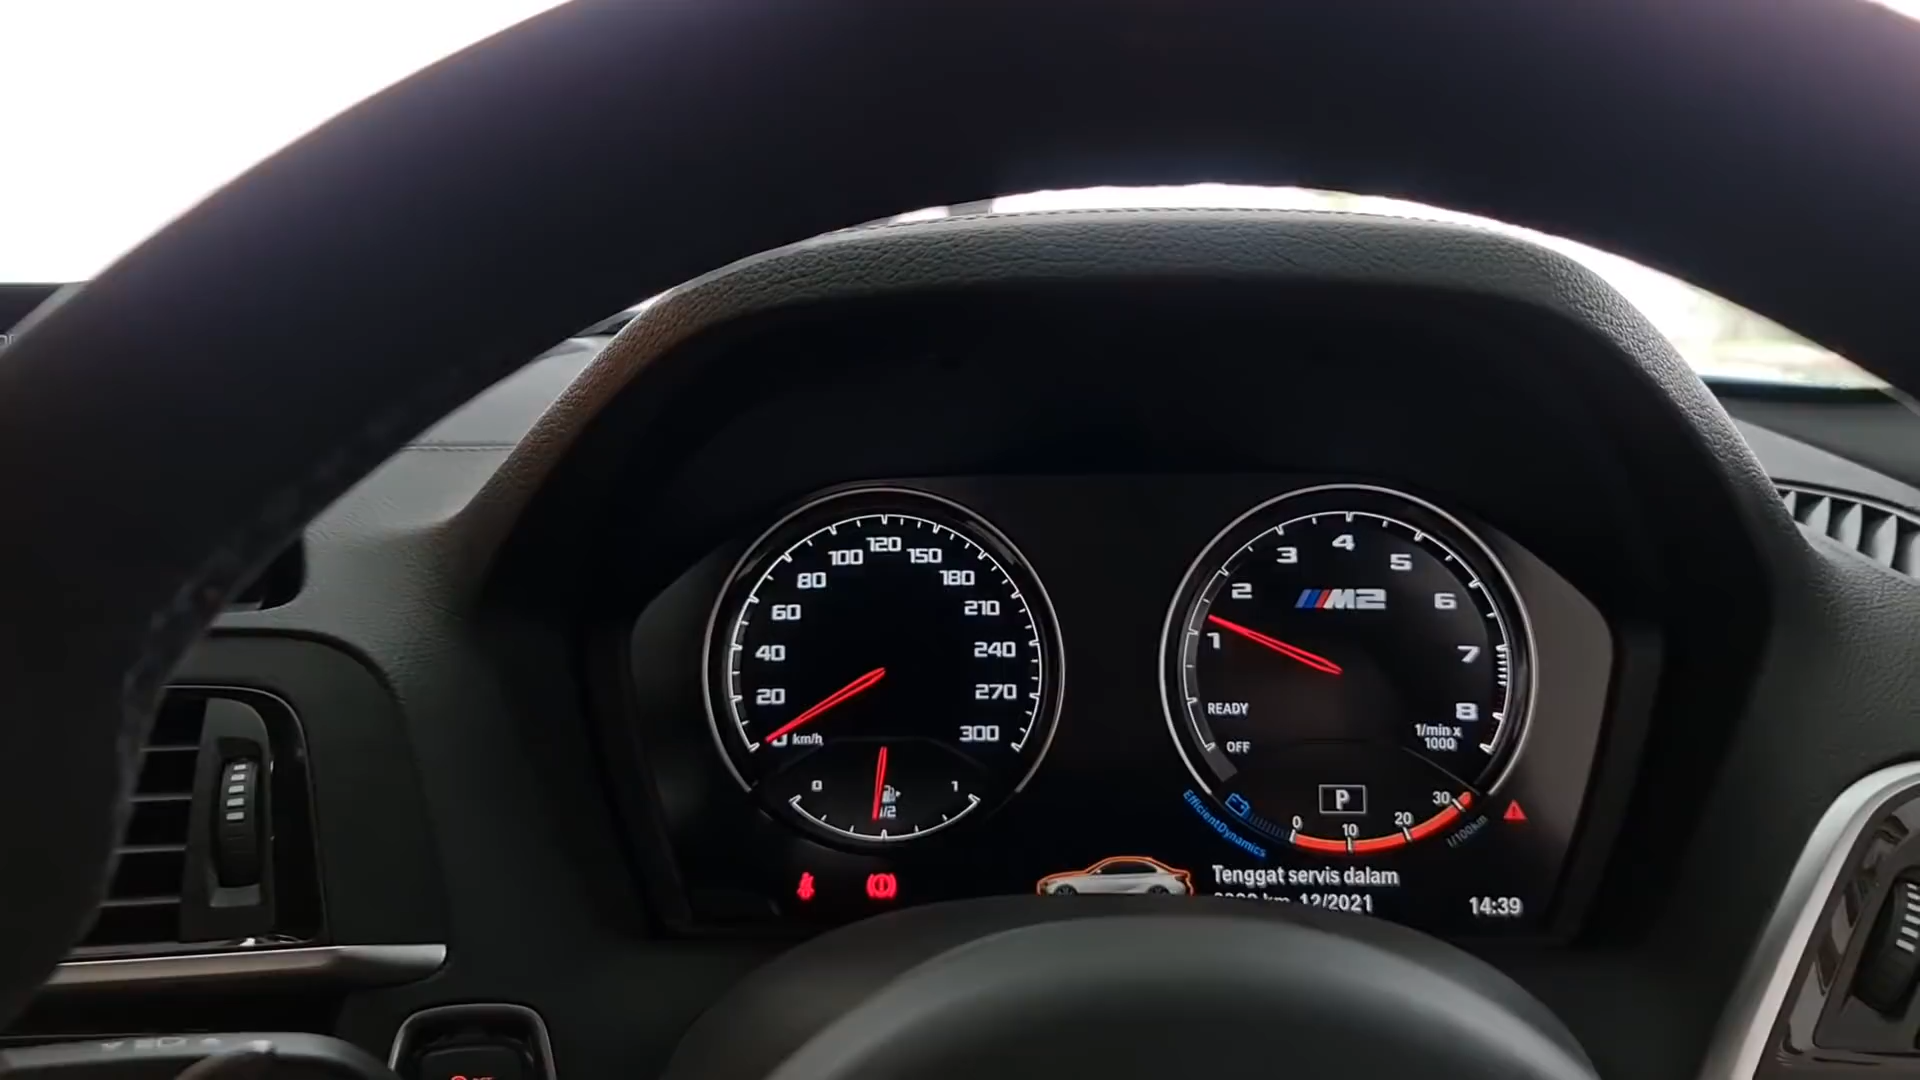 120
100
150
80
180
60
210
40
240
20
270
km/h
300
0
1
1/2
4
3
5
2
M2
6
1
7
READY
8
1/min x
1000
OFF
P
30
0
20
10
l/100km
EfficientDynamics
Tenggat servis dalam
km 12/2021
14:39